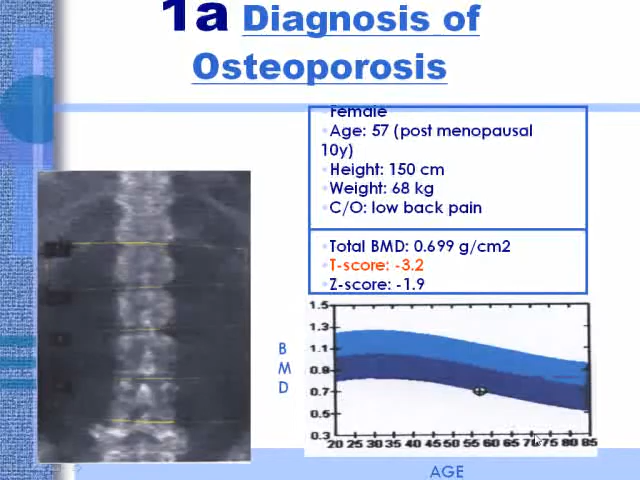 1a Diagnosis of
Osteoporosis
Female
Age: 57 (post menopausal
10y)
Height: 150 cm
Weight: 68 kg
C/O: low back pain
Total BMD: 0.699 g/cm2
T-score: -3.2
Z-score: -1.9
1.5
1.3
1.1
0.9
0.7
0.5
0.3
B
M
D
20 25 30 35 40 45 50 55 60 65 70 75 80 85
AGE